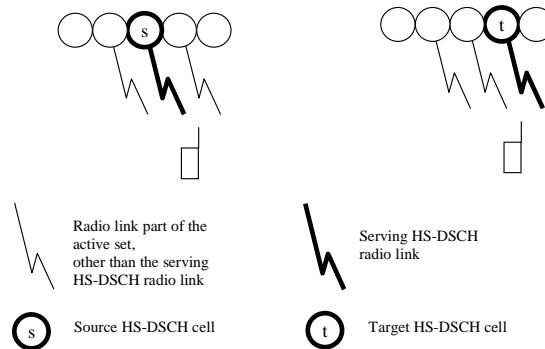 s
t
Radio link part of the
active set,
other than the serving
HS-DSCH radio link
Serving HS-DSCH
radio link
s Source HS-DSCH cell
t Target HS-DSCH cell